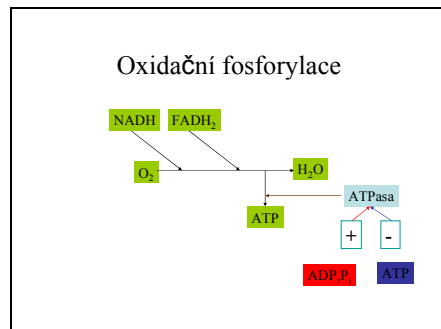 Oxidační fosforylace
NADH FADH₂
O₂ H₂O
ATPasa
ATP
+ -
ADP,Pᵢ ATP